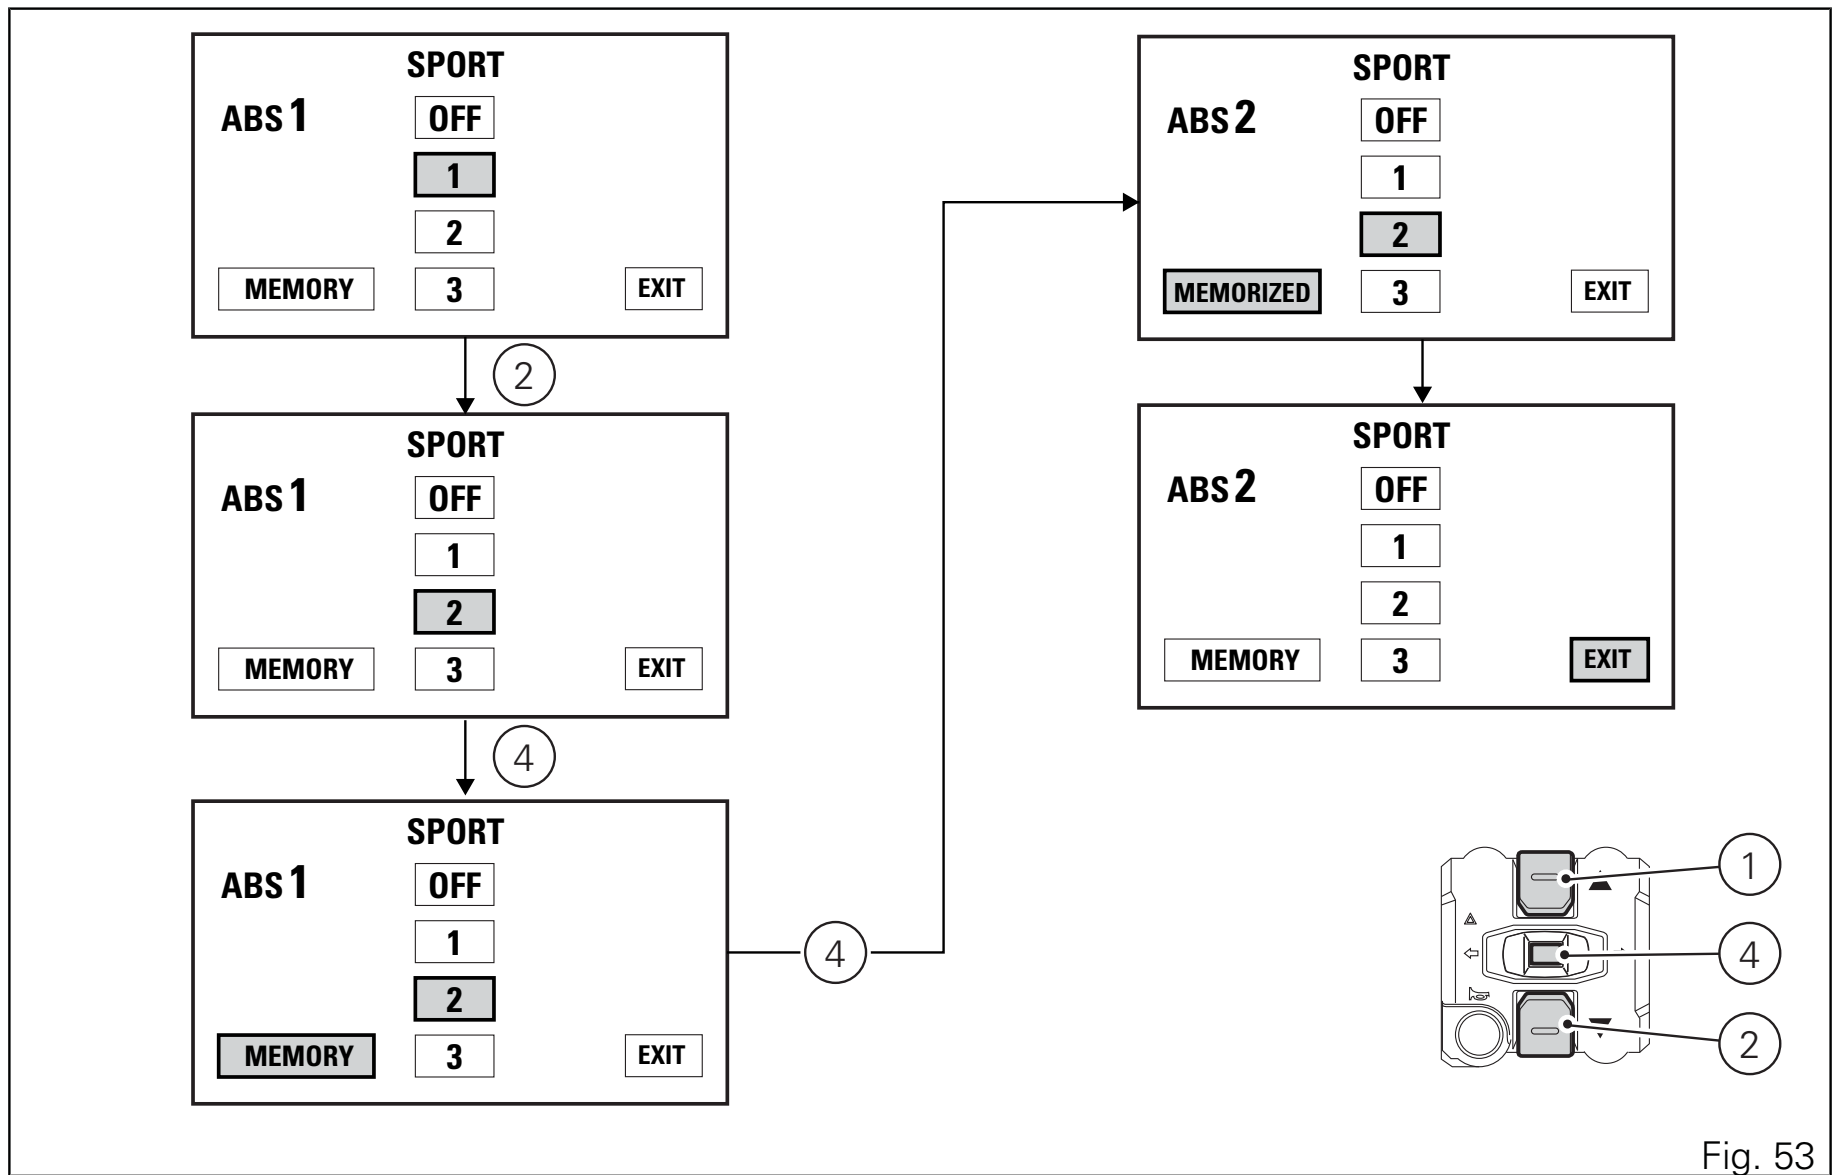 SPORT
ABS 1
OFF
1
2
3
MEMORY
EXIT
2
SPORT
ABS 1
OFF
1
2
3
MEMORY
EXIT
4
SPORT
ABS 1
OFF
1
2
3
MEMORY
EXIT
4
SPORT
ABS 2
OFF
1
2
3
MEMORIZED
EXIT
SPORT
ABS 2
OFF
1
2
3
MEMORY
EXIT
1
4
2
Fig. 53